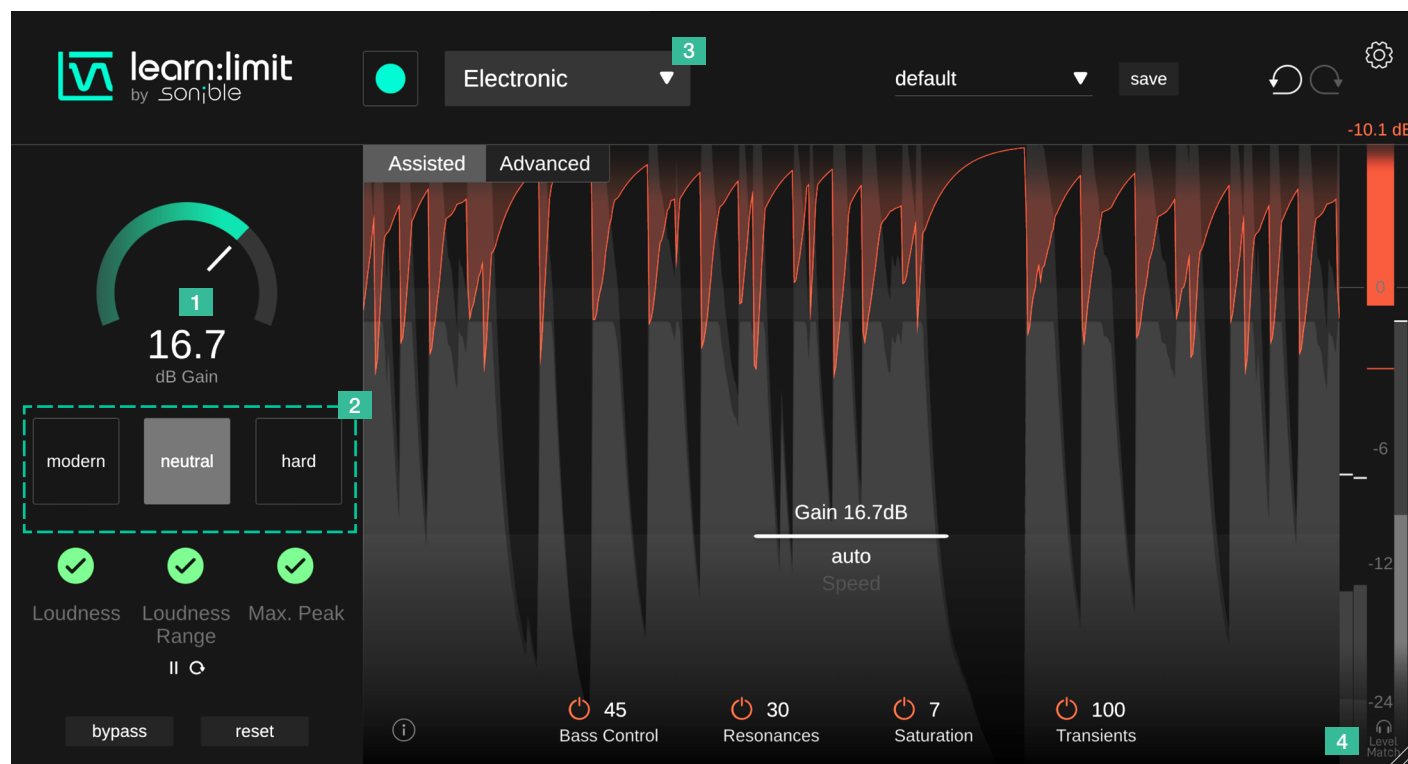 learn:limit
by sonible
Electronic
3
default
save
-10.1 dB
Assisted
Advanced
1
16.7
dB Gain
2
modern
neutral
hard
Loudness
Loudness
Range
Max. Peak
bypass
reset
Gain 16.7dB
auto
Speed
45
Bass Control
30
Resonances
7
Saturation
100
Transients
0
-6
-12
-24
4
Level
Match